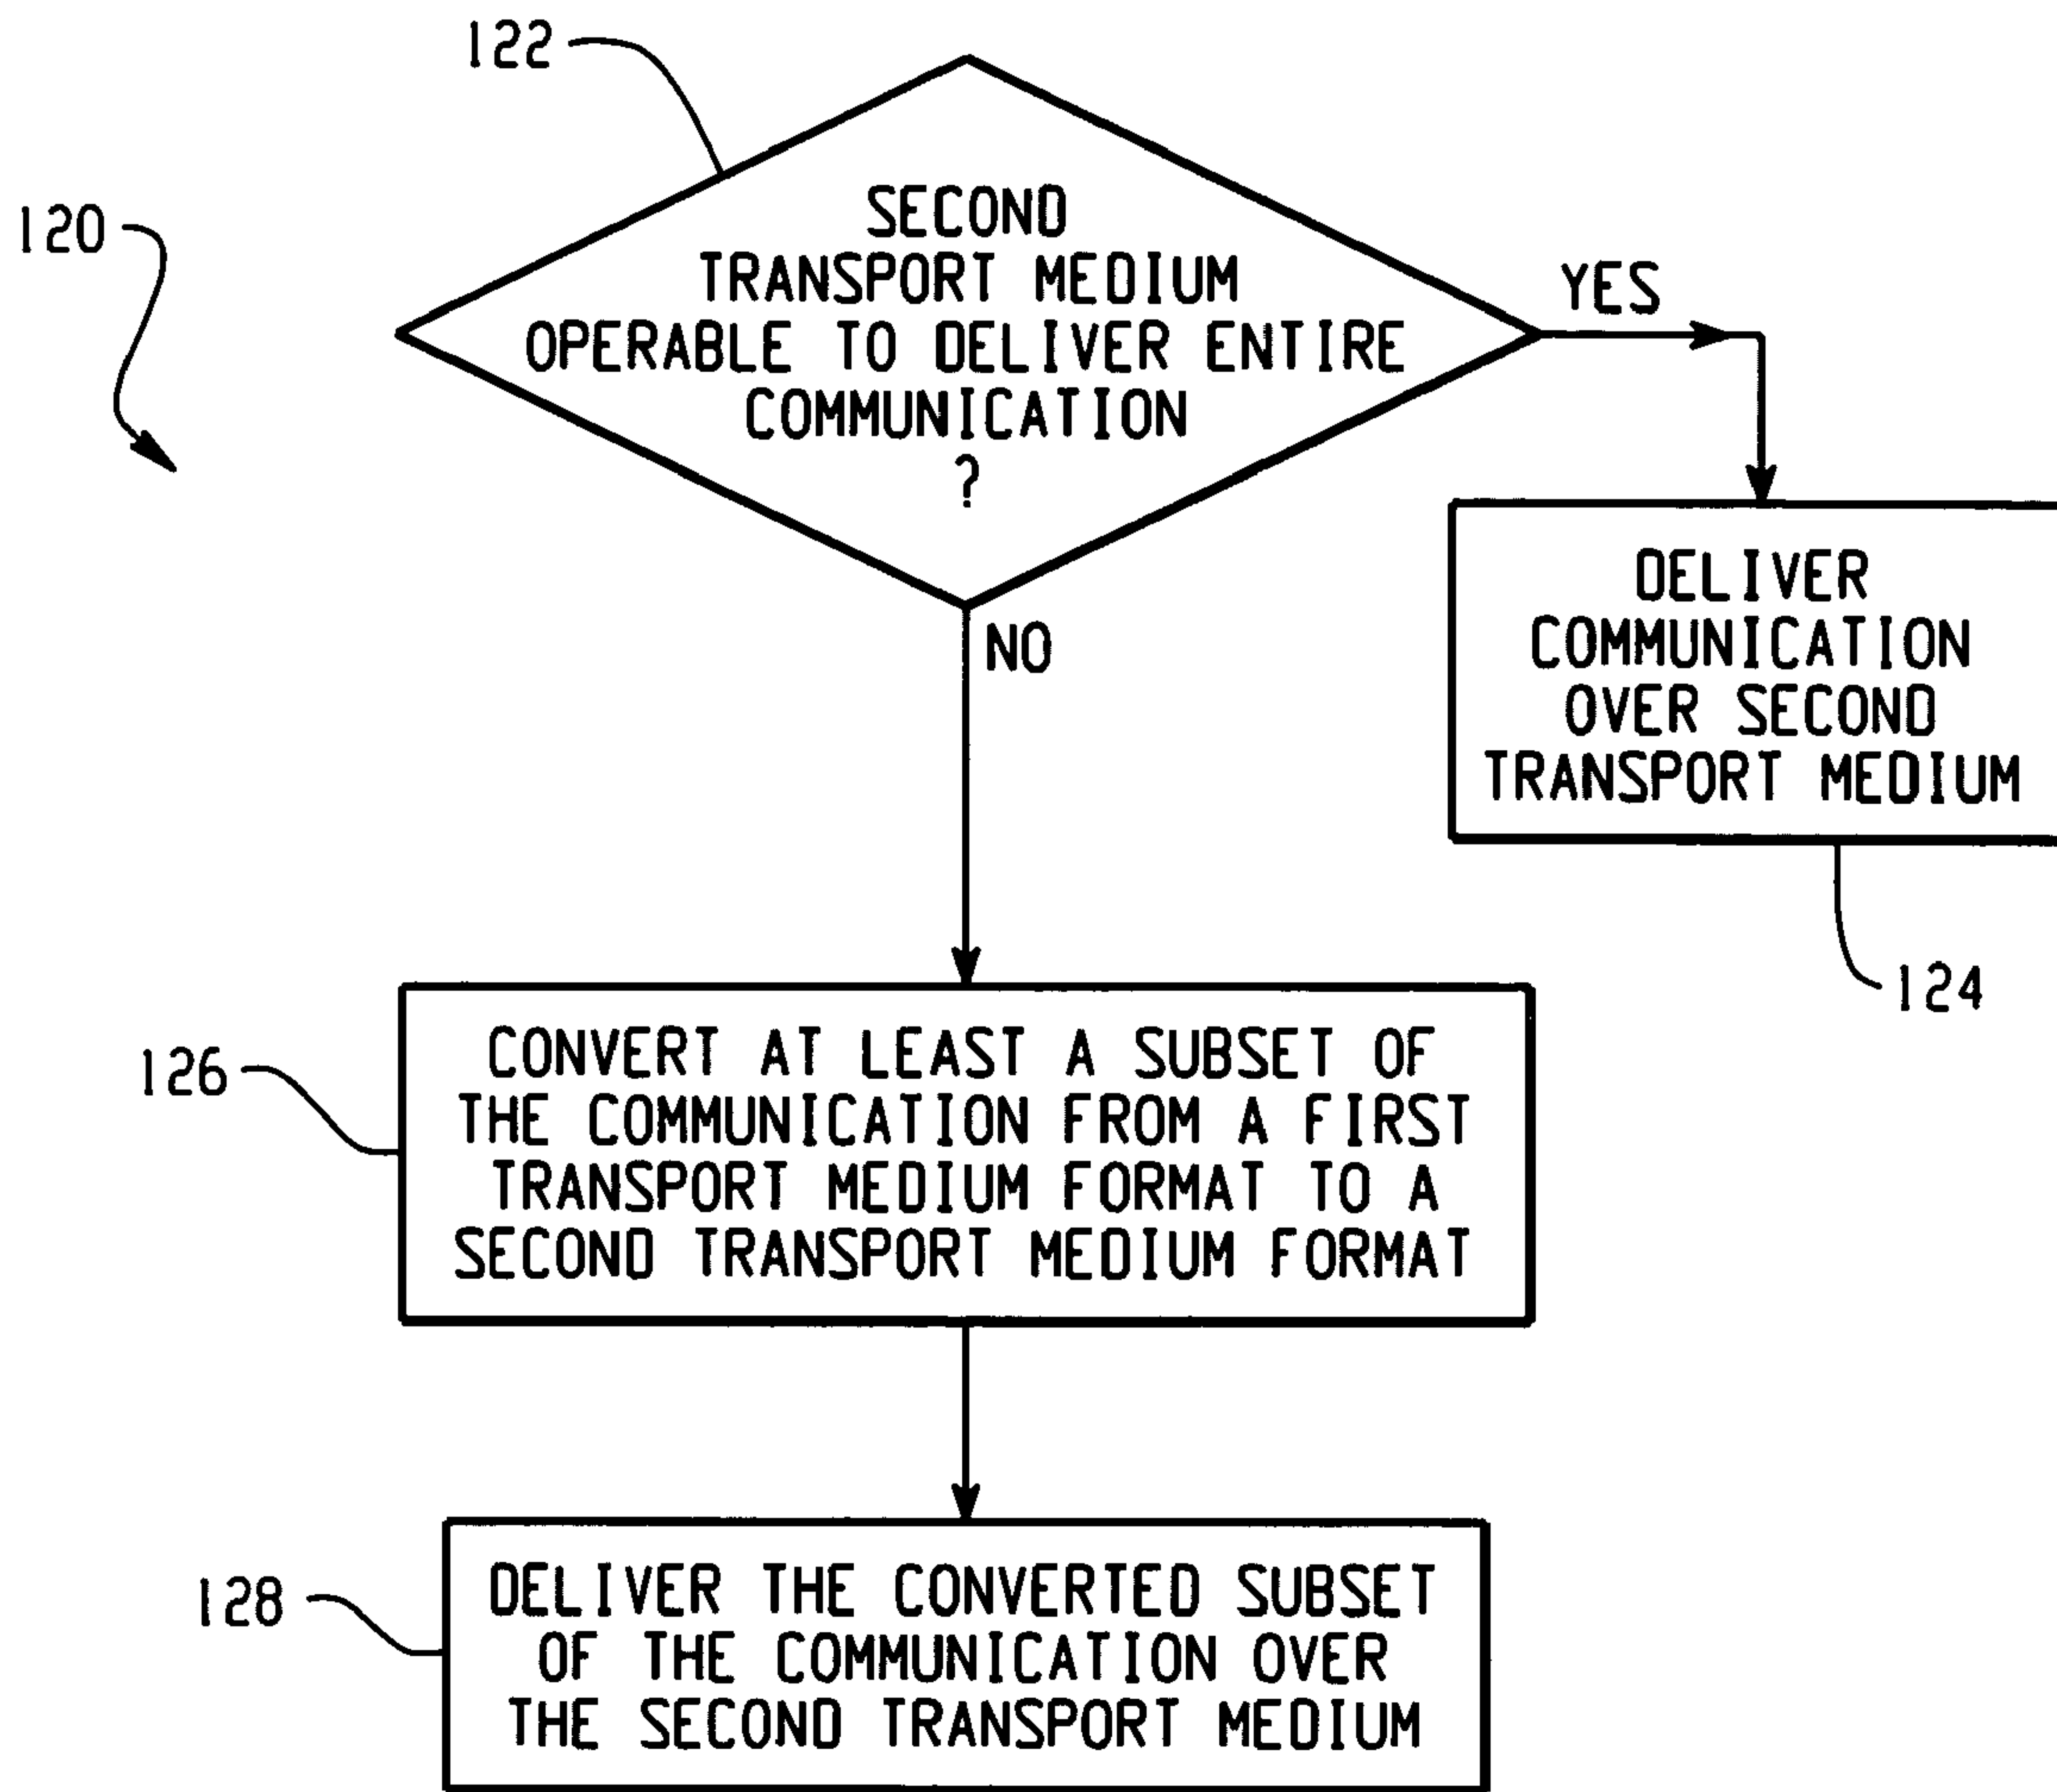 122
120
SECOND
TRANSPORT MEDIUM
OPERABLE TO DELIVER ENTIRE
COMMUNICATION
?
YES
NO
DELIVER
COMMUNICATION
OVER SECOND
TRANSPORT MEDIUM
124
126
CONVERT AT LEAST A SUBSET OF
THE COMMUNICATION FROM A FIRST
TRANSPORT MEDIUM FORMAT TO A
SECOND TRANSPORT MEDIUM FORMAT
128
DELIVER THE CONVERTED SUBSET
OF THE COMMUNICATION OVER
THE SECOND TRANSPORT MEDIUM